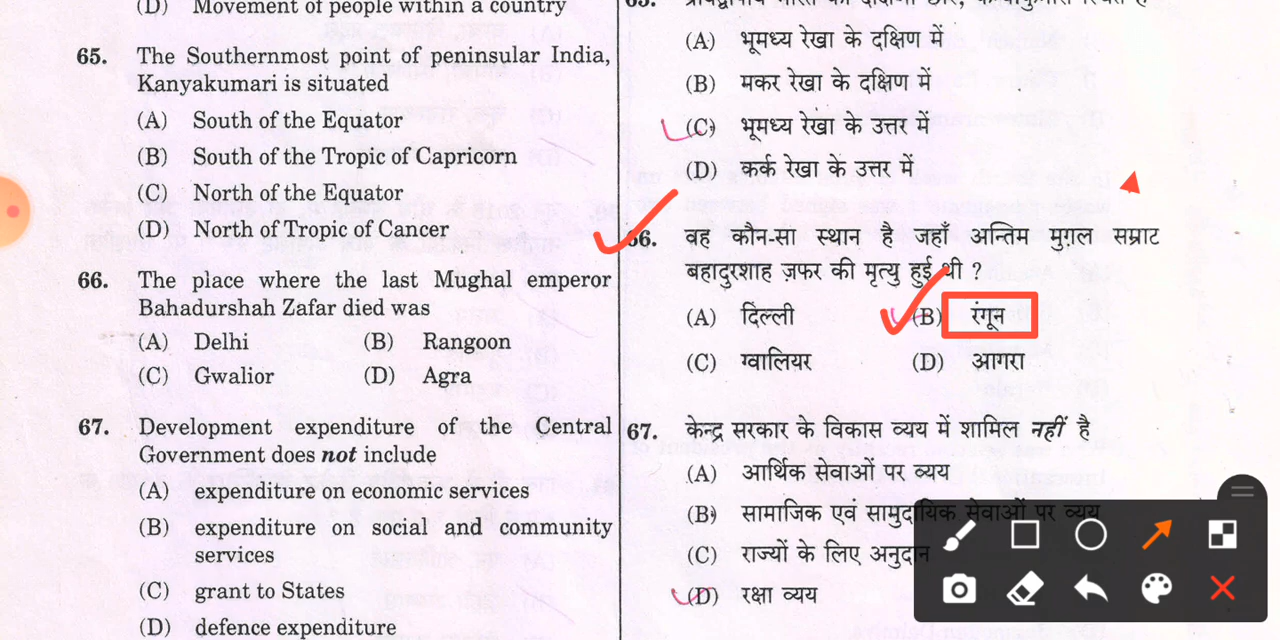 (D) Movement of people within a country
65. The Southernmost point of peninsular India,
Kanyakumari is situated
(A) South of the Equator
(B) South of the Tropic of Capricorn
(C) North of the Equator
(D) North of Tropic of Cancer
66. The place where the last Mughal emperor
Bahadurshah Zafar died was
(A) Delhi (B) Rangoon
(C) Gwalior (D) Agra
67. Development expenditure of the Central
Government does not include
(A) expenditure on economic services
(B) expenditure on social and community
services
(C) grant to States
(D) defence expenditure
(A) भूमध्य रेखा के दक्षिण में
(B) मकर रेखा के दक्षिण में
(C) भूमध्य रेखा के उत्तर में
(D) कर्क रेखा के उत्तर में
66. वह कौन-सा स्थान है जहाँ अन्तिम मुग़ल सम्राट
बहादुरशाह ज़फर की मृत्यु हुई थी ?
(A) दिल्ली (B) रंगून
(C) ग्वालियर (D) आगरा
67. केन्द्र सरकार के विकास व्यय में शामिल नहीं है
(A) आर्थिक सेवाओं पर व्यय
(B) सामाजिक एवं सामुदायिक सेवाओं पर व्यय
(C) राज्यों के लिए अनुदान
(D) रक्षा व्यय